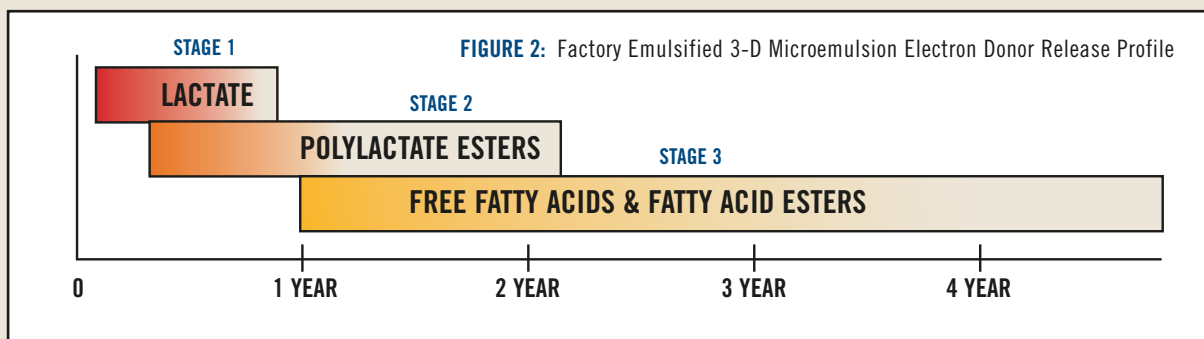 STAGE 1
FIGURE 2: Factory Emulsified 3-D Microemulsion Electron Donor Release Profile
LACTATE
STAGE 2
POLYLACTATE ESTERS
STAGE 3
FREE FATTY ACIDS & FATTY ACID ESTERS
0 1 YEAR 2 YEAR 3 YEAR 4 YEAR